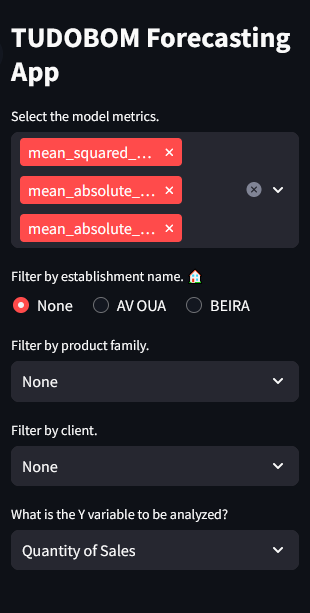 TUDOBOM Forecasting
App
Select the model metrics.
mean_squared_... ×
mean_absolute_... ×
mean_absolute_... ×
Filter by establishment name. 🏠
None AV OUA BEIRA
Filter by product family.
None
Filter by client.
None
What is the Y variable to be analyzed?
Quantity of Sales